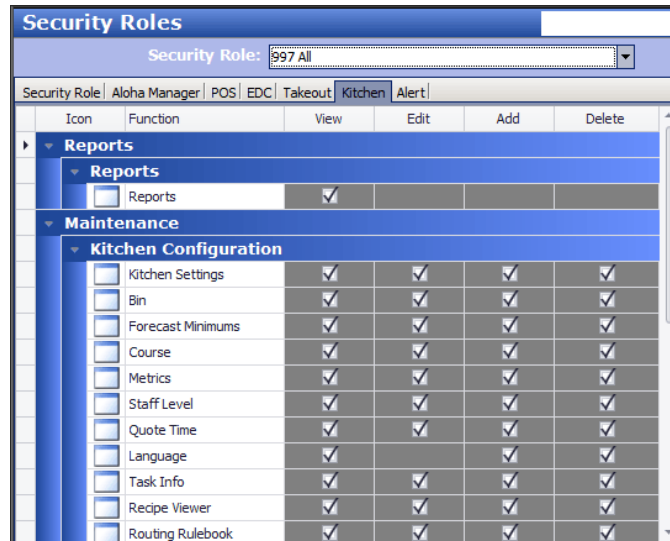 Security Roles
Security Role: 997 All
Security Role Aloha Manager POS EDC Takeout Kitchen Alert
Icon Function View Edit Add Delete
Reports
Reports
Reports
Maintenance
Kitchen Configuration
Kitchen Settings
Bin
Forecast Minimums
Course
Metrics
Staff Level
Quote Time
Language
Task Info
Recipe Viewer
Routing Rulebook